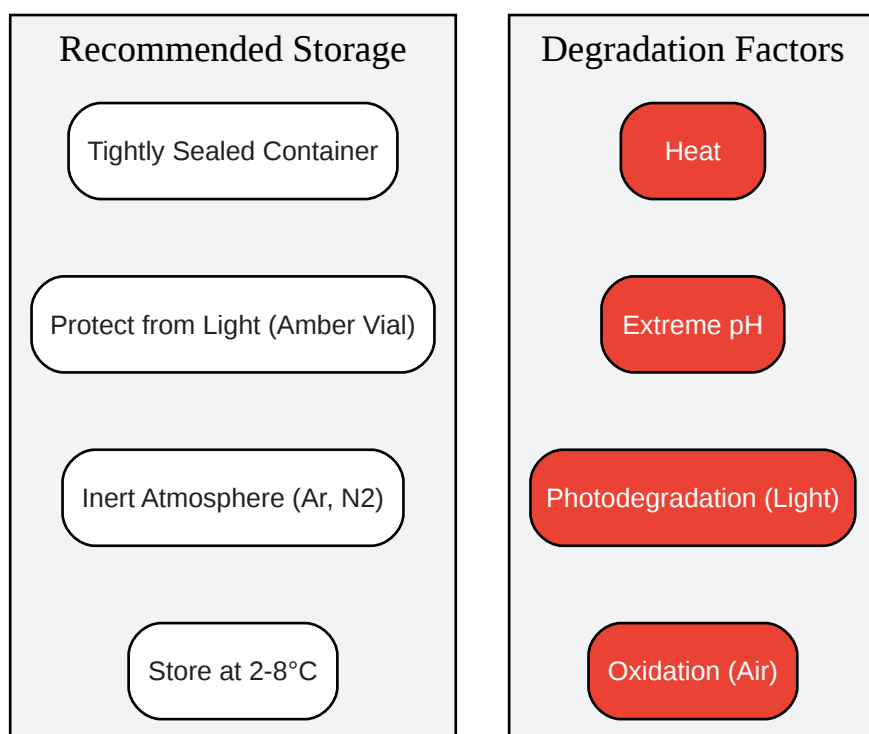 Recommended Storage
Tightly Sealed Container
Protect from Light (Amber Vial)
Inert Atmosphere (Ar, N2)
Store at 2-8°C
Degradation Factors
Heat
Extreme pH
Photodegradation (Light)
Oxidation (Air)